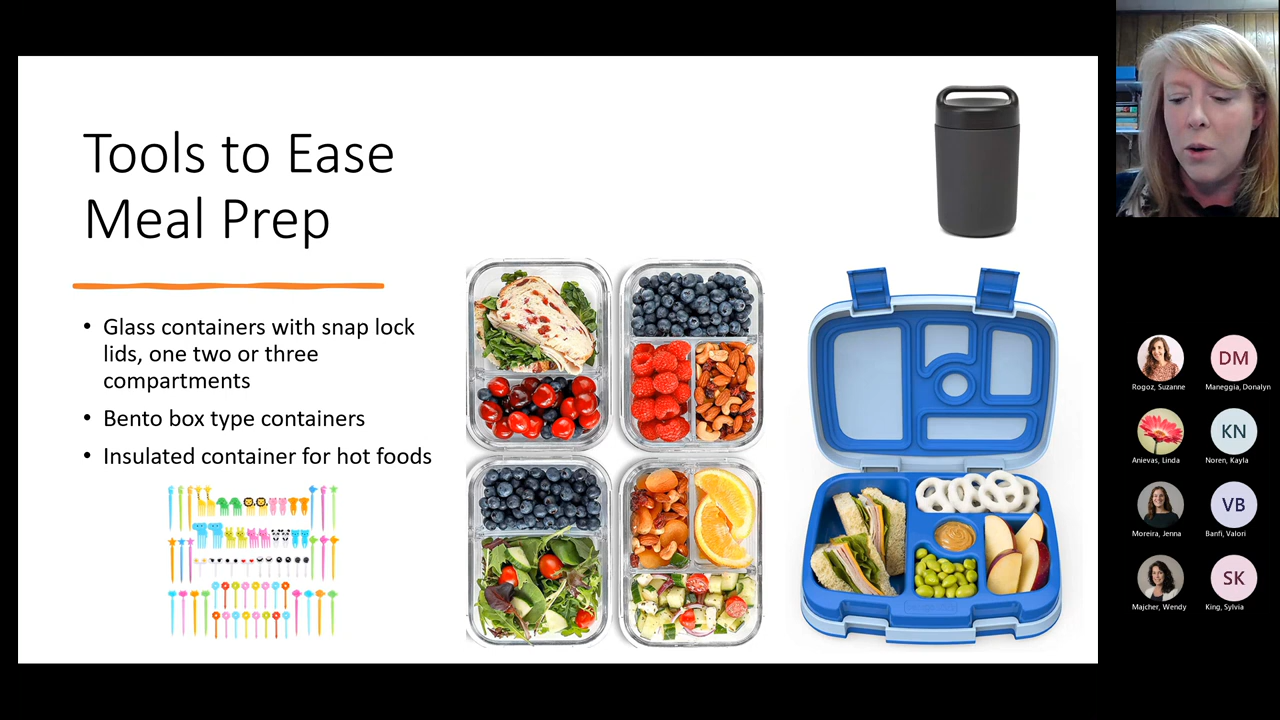 Tools to Ease
Meal Prep
• Glass containers with snap lock
lids, one two or three
compartments
• Bento box type containers
• Insulated container for hot foods
Rogoz, Suzanne
DM
Maneggia, Donalyn
Anievas, Linda
KN
Noren, Kayla
Moreira, Jenna
VB
Banfi, Valori
Majcher, Wendy
SK
King, Sylvia